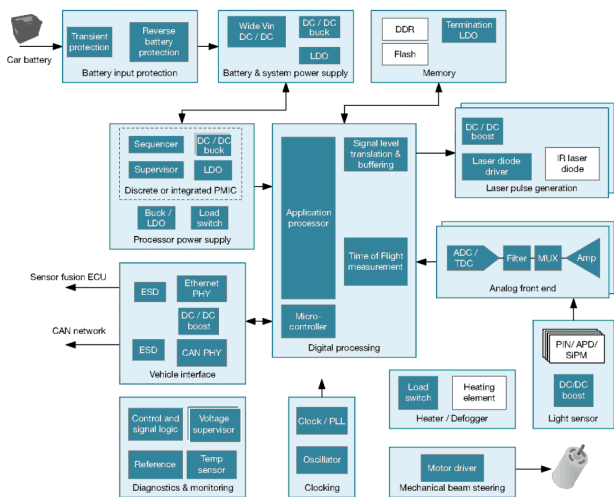 Car battery
Transient
protection
Reverse
battery
protection
Battery input protection
Wide Vin
DC / DC
DC / DC
buck
LDO
Battery & system power supply
DDR
Flash
Termination
LDO
Memory
Sequencer
DC / DC
buck
Supervisor
LDO
Discrete or integrated PMIC
Buck /
LDO
Load
switch
Processor power supply
Application
processor
Signal level
translation &
buffering
Time of Flight
measurement
Micro-
controller
Digital processing
DC / DC
boost
Laser diode
driver
IR laser
diode
Laser pulse generation
ADC /
TDC
Filter
MUX
Amp
Analog front end
Sensor fusion ECU
CAN network
ESD
Ethernet
PHY
DC / DC
boost
ESD
CAN PHY
Vehicle interface
PIN/ APD/
SiPM
DC/DC
boost
Light sensor
Load
switch
Heating
element
Heater / Defogger
Control and
signal logic
Voltage
supervisor
Reference
Temp
sensor
Diagnostics & monitoring
Clock / PLL
Oscillator
Clocking
Motor driver
Mechanical beam steering